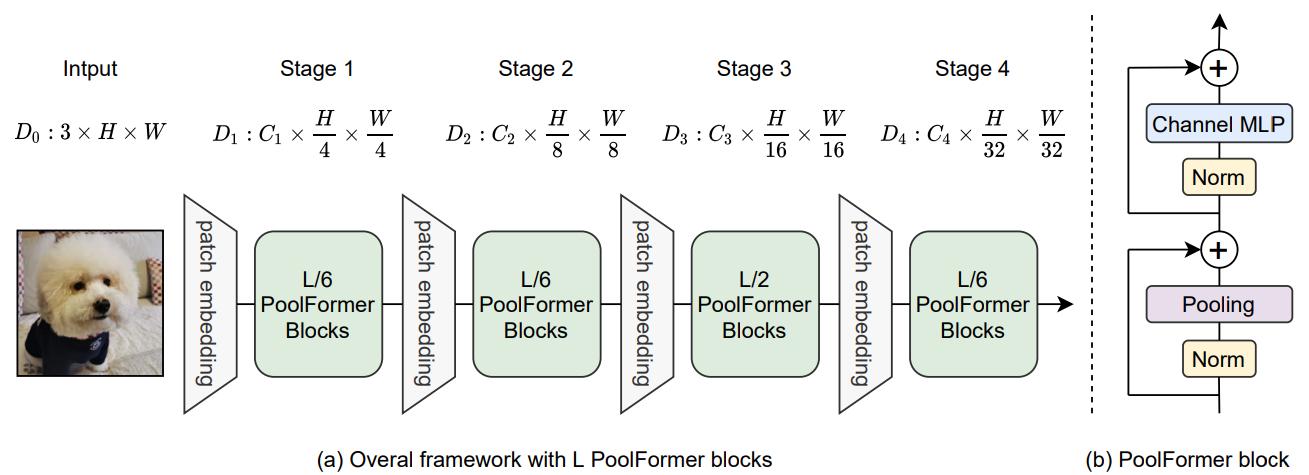 Intput
Stage 1
Stage 2
Stage 3
Stage 4
D₀ : 3 × H × W
D₁ : C₁ × H/4 × W/4
D₂ : C₂ × H/8 × W/8
D₃ : C₃ × H/16 × W/16
D₄ : C₄ × H/32 × W/32
patch embedding
L/6
PoolFormer
Blocks
patch embedding
L/6
PoolFormer
Blocks
patch embedding
L/2
PoolFormer
Blocks
patch embedding
L/6
PoolFormer
Blocks
(a) Overal framework with L PoolFormer blocks
+
Channel MLP
Norm
+
Pooling
Norm
(b) PoolFormer block